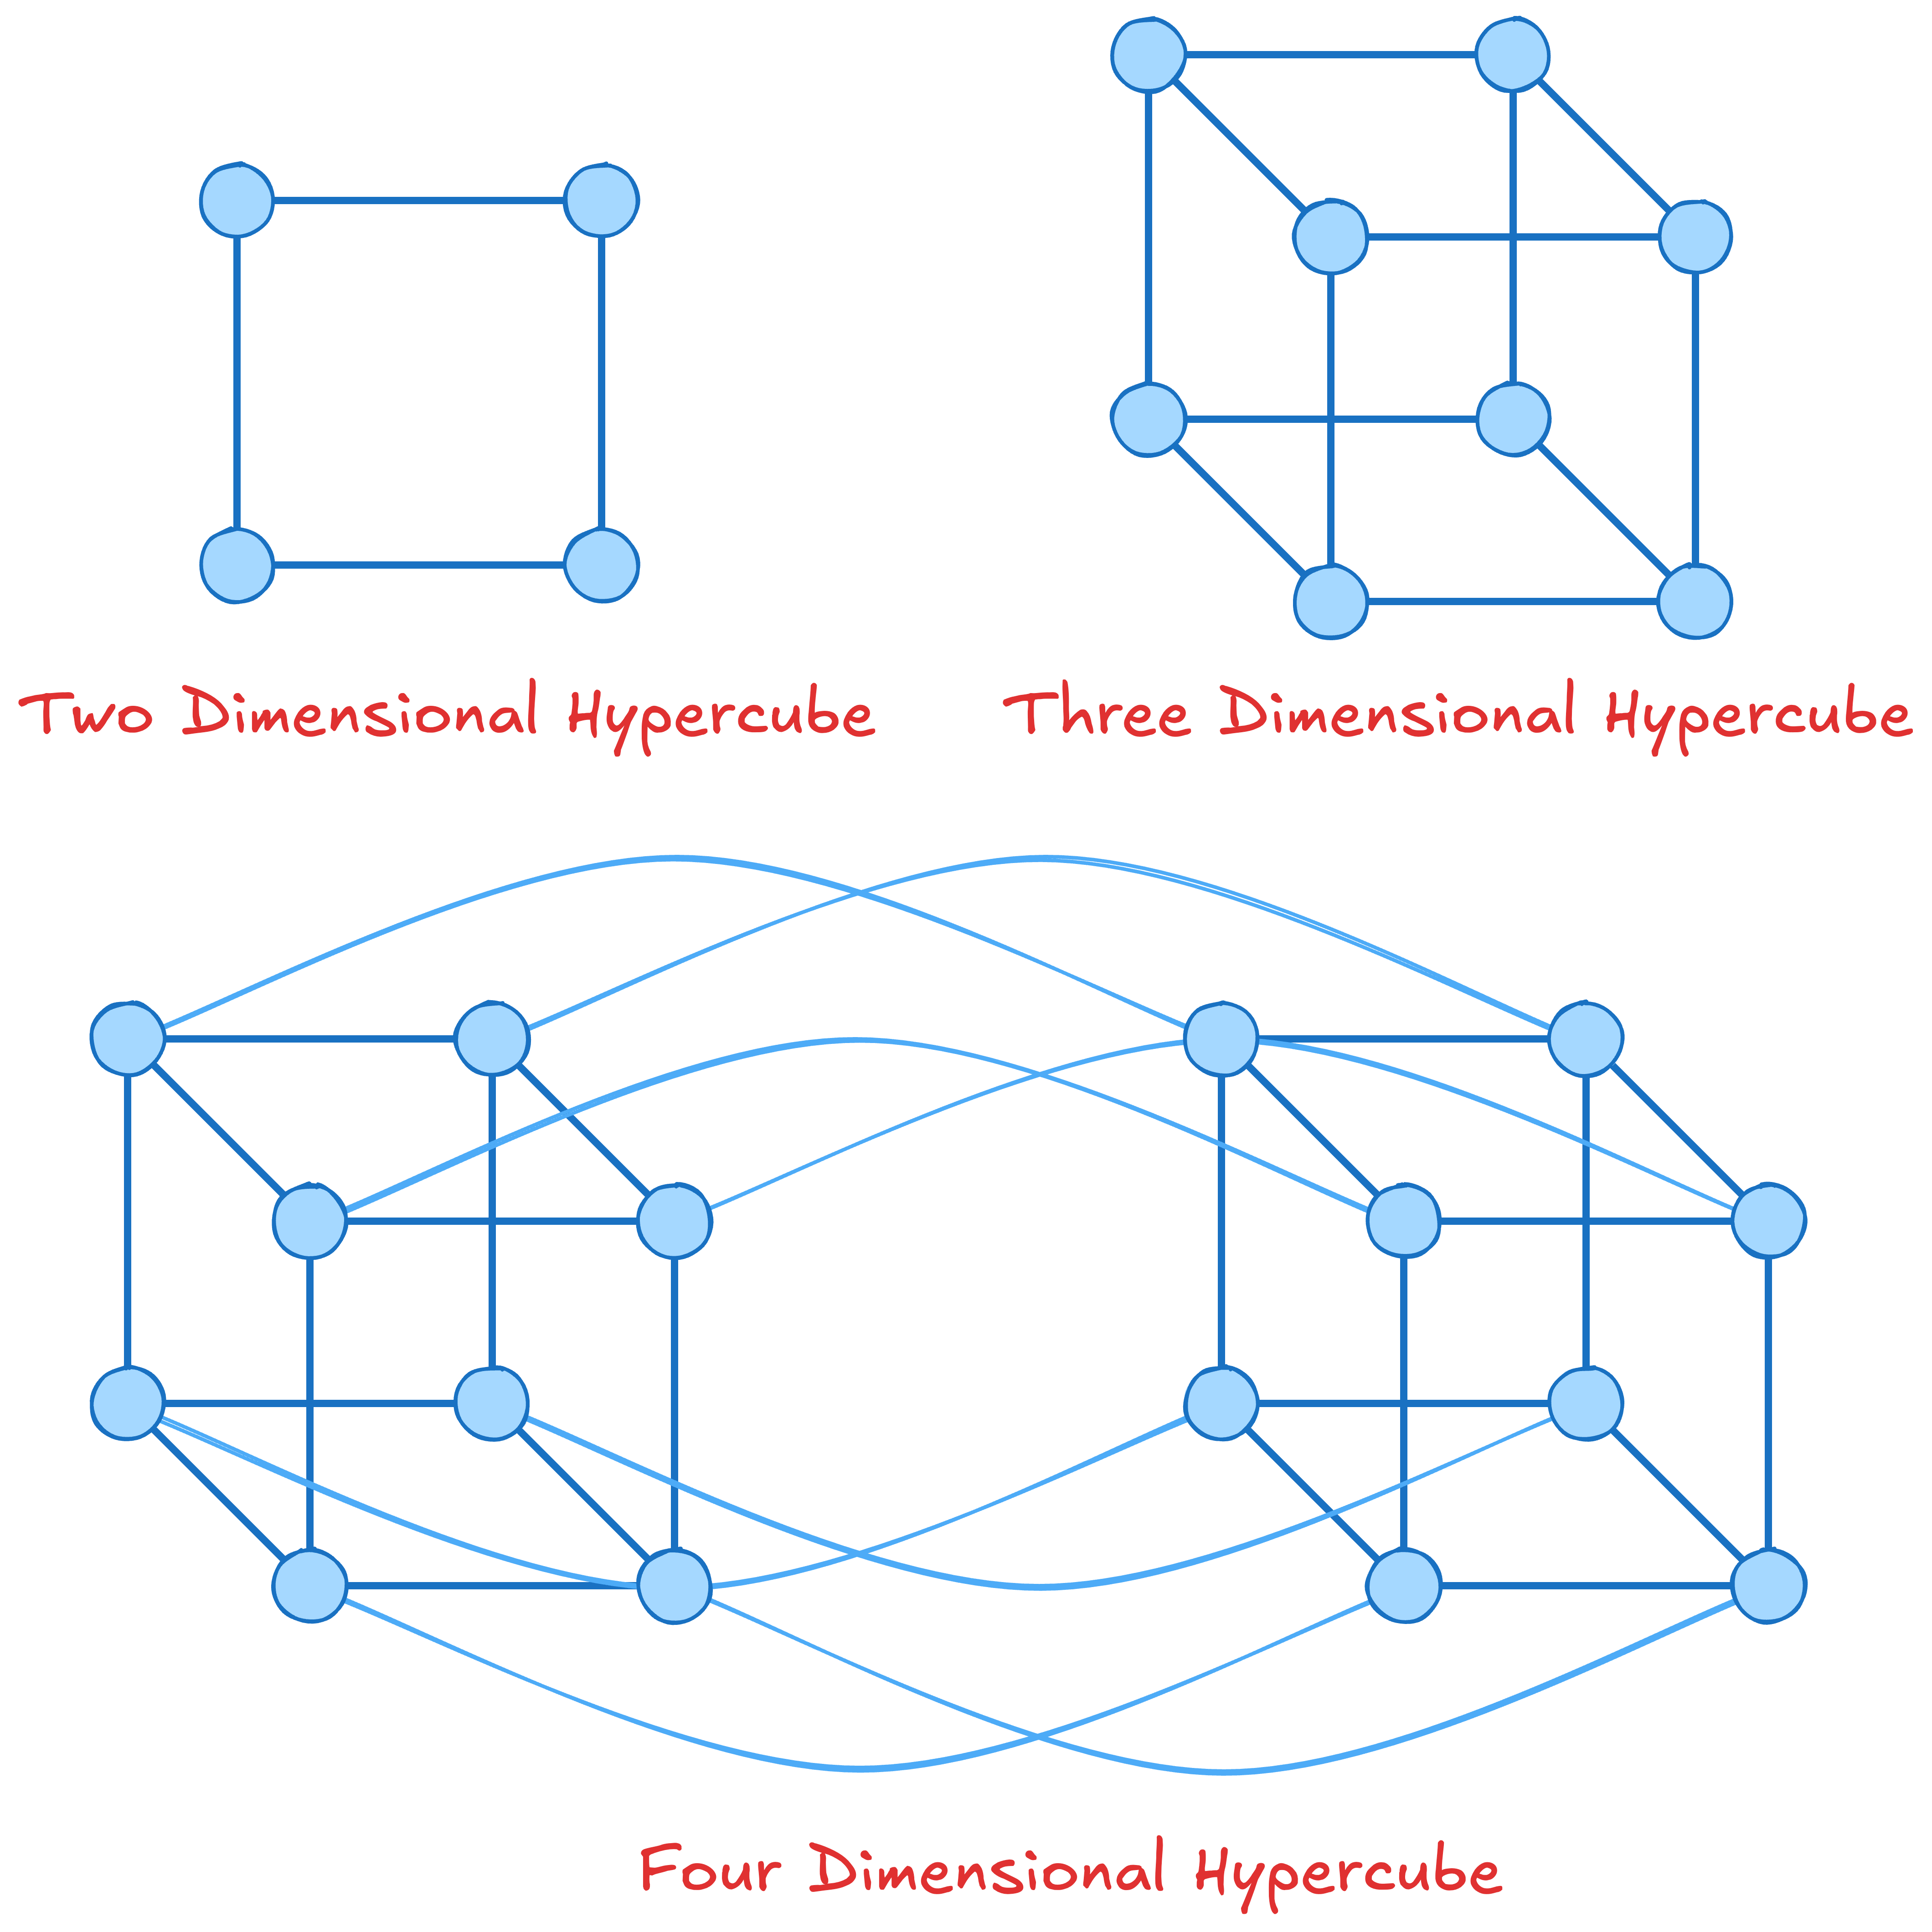 Two Dimensional Hypercube
Three Dimensional Hypercube
Four Dimensional Hypercube